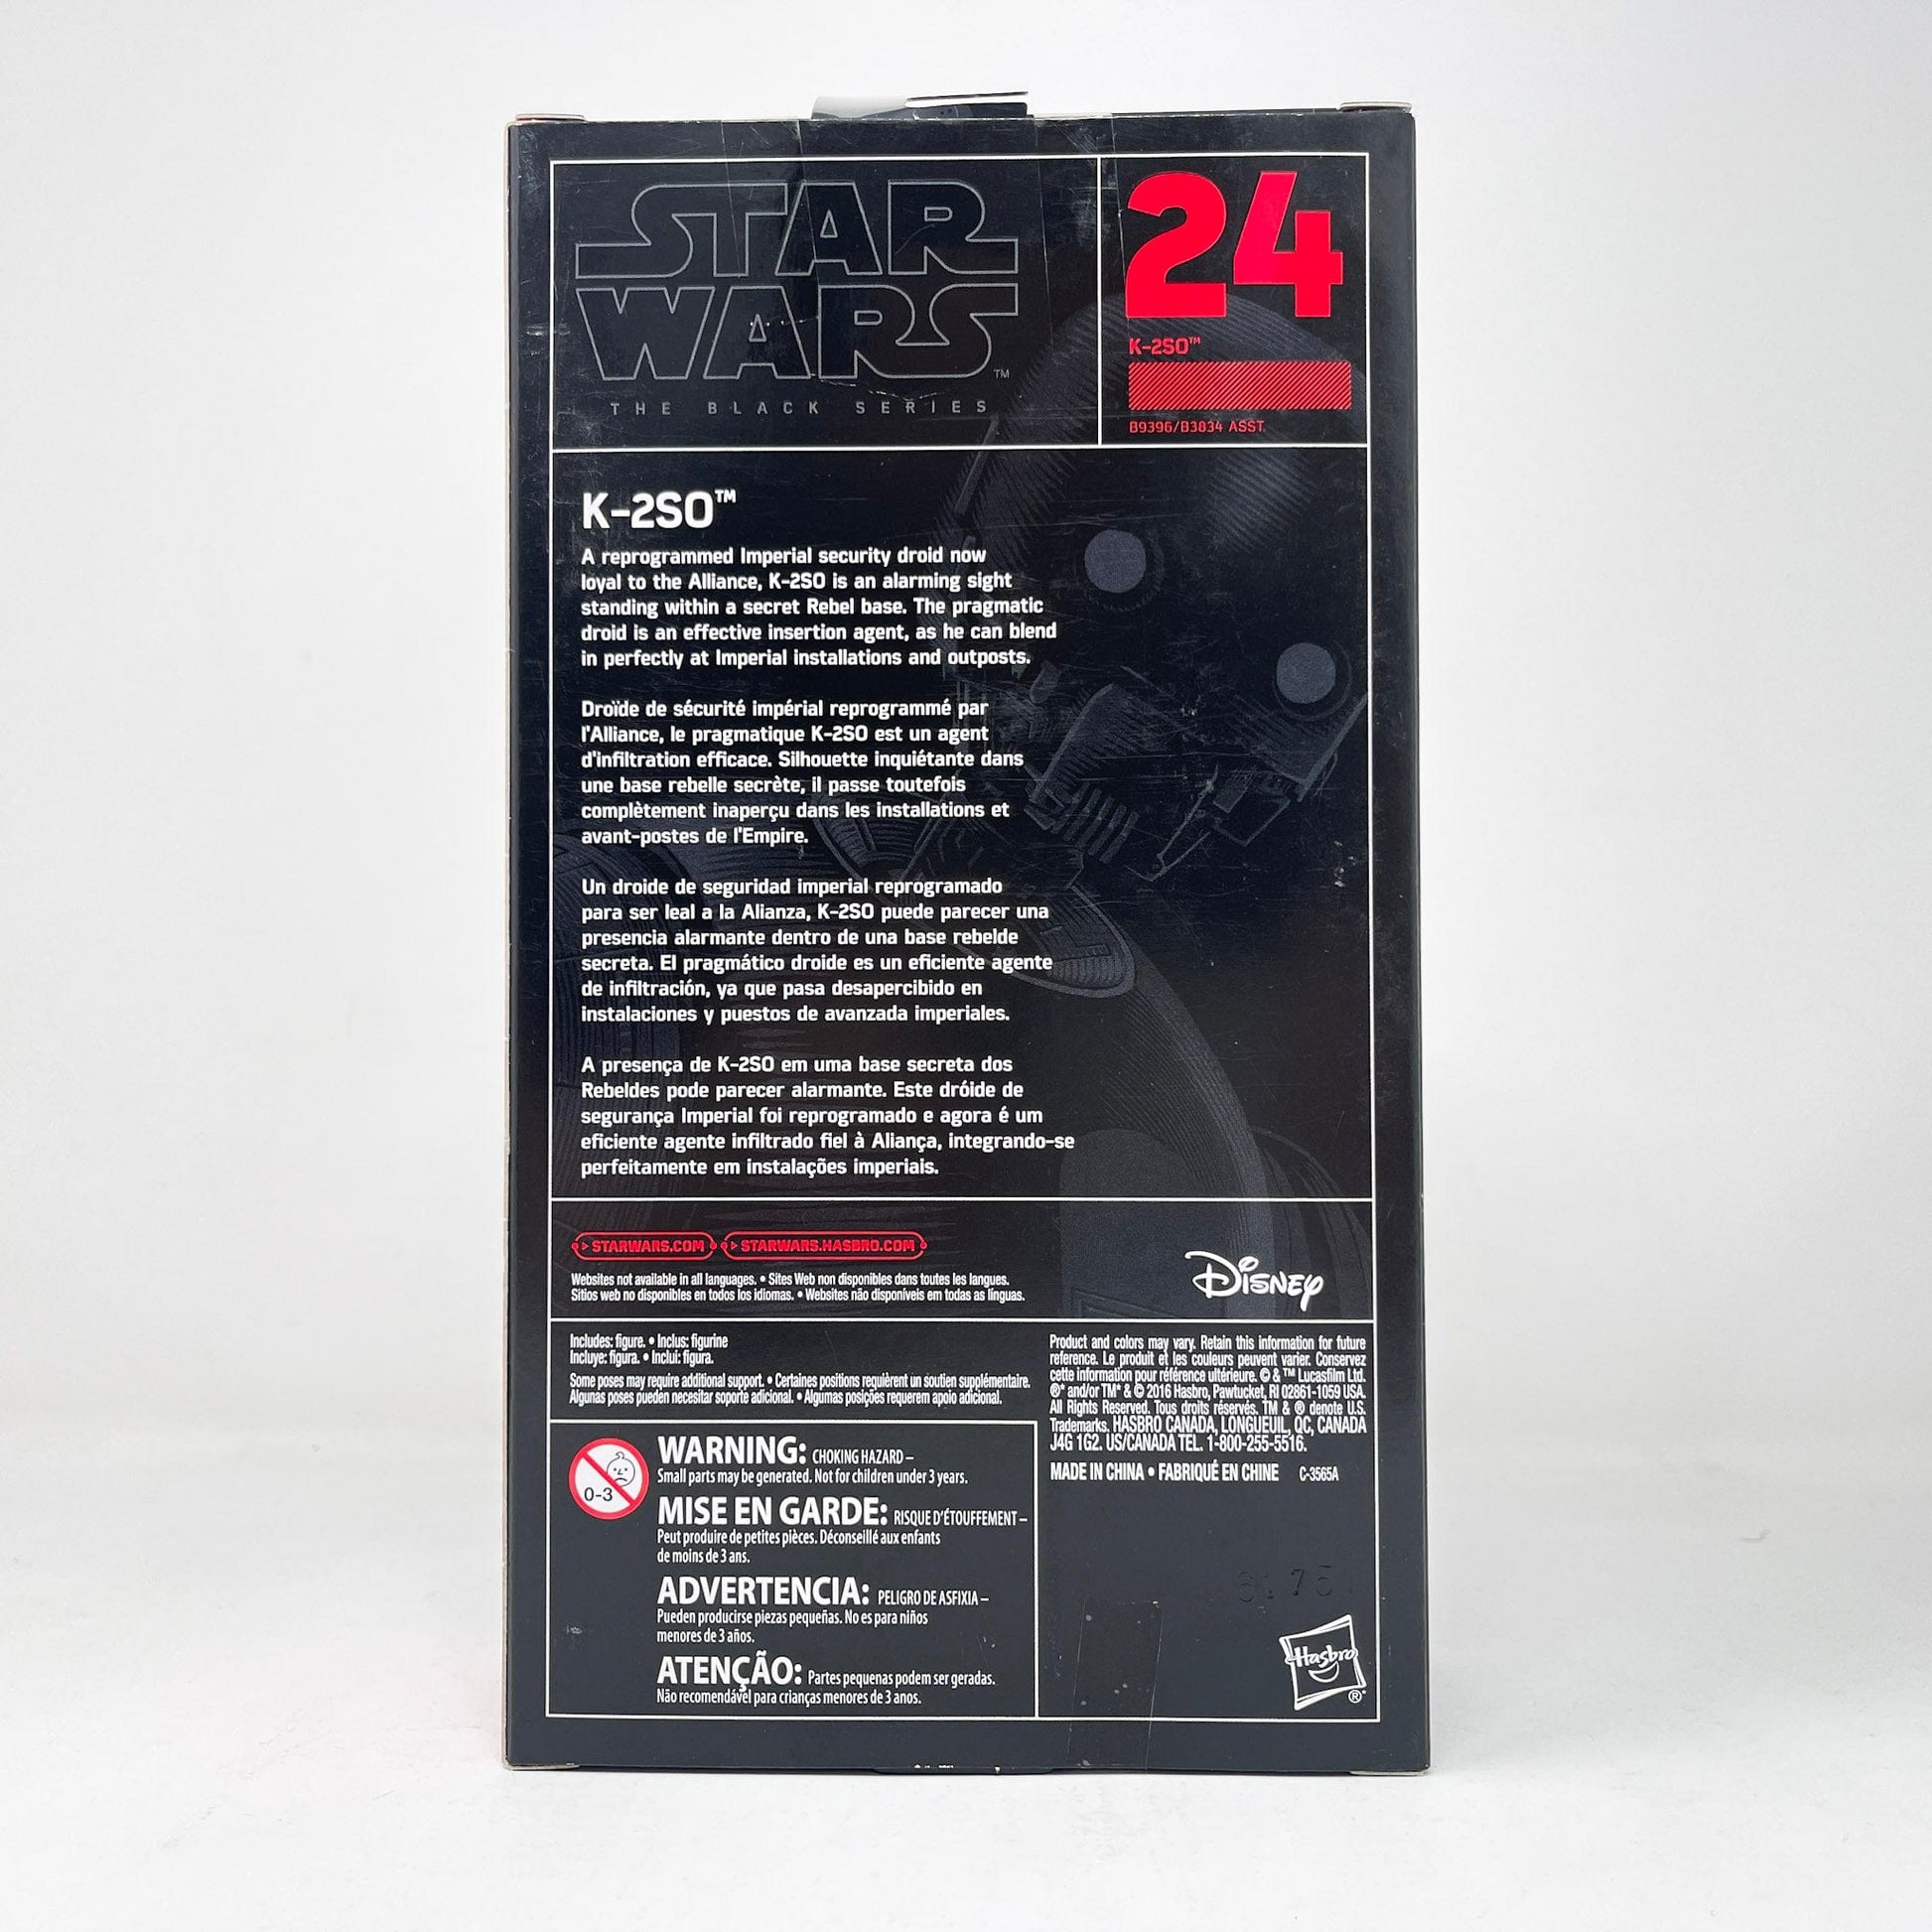 STAR
WARS™
THE BLACK SERIES
24
K-2SO™
B9396/B3834 ASST.
K-2SO™
A reprogrammed Imperial security droid now
loyal to the Alliance, K-2SO is an alarming sight
standing within a secret Rebel base. The pragmatic
droid is an effective insertion agent, as he can blend
in perfectly at Imperial installations and outposts.
Droïde de sécurité impérial reprogrammé par
l'Alliance, le pragmatique K-2SO est un agent
d'infiltration efficace. Silhouette inquiétante dans
une base rebelle secrète, il passe toutefois
complètement inaperçu dans les installations et
avant-postes de l'Empire.
Un droide de seguridad imperial reprogramado
para ser leal a la Alianza, K-2SO puede parecer una
presencia alarmante dentro de una base rebelde
secreta. El pragmático droide es un eficiente agente
de infiltración, ya que pasa desapercibido en
instalaciones y puestos de avanzada imperiales.
A presença de K-2SO em uma base secreta dos
Rebeldes pode parecer alarmante. Este dróide de
segurança Imperial foi reprogramado e agora é um
eficiente agente infiltrado fiel à Aliança, integrando-se
perfeitamente em instalações imperiais.
STARWARS.COM STARWARS.HASBRO.COM
Websites not available in all languages. • Sites Web non disponibles dans toutes les langues.
Sitios web no disponibles en todos los idiomas. • Websites não disponíveis em todas as línguas.
Disney
Includes: figure. • Inclus: figurine
Incluye: figura. • Inclui: figura.
Some poses may require additional support. • Certaines positions requièrent un soutien supplémentaire.
Algunas poses pueden necesitar soporte adicional. • Algumas posições requerem apoio adicional.
Product and colors may vary. Retain this information for future
reference. Le produit et les couleurs peuvent varier. Conservez
cette information pour référence ultérieure. © & ™ Lucasfilm Ltd.
®* and/or TM* & © 2016 Hasbro, Pawtucket, RI 02861-1059 USA.
All Rights Reserved. Tous droits réservés. TM & ® denote U.S.
Trademarks. HASBRO CANADA, LONGUEUIL, QC, CANADA
J4G 1G2. US/CANADA TEL. 1-800-255-5516.
MADE IN CHINA • FABRIQUÉ EN CHINE C-3565A
0-3
WARNING: CHOKING HAZARD –
Small parts may be generated. Not for children under 3 years.
MISE EN GARDE: RISQUE D'ÉTOUFFEMENT –
Peut produire de petites pièces. Déconseillé aux enfants
de moins de 3 ans.
ADVERTENCIA: PELIGRO DE ASFIXIA –
Pueden producirse piezas pequeñas. No es para niños
menores de 3 años.
ATENÇÃO: Partes pequenas podem ser geradas.
Não recomendável para crianças menores de 3 anos.
Hasbro
®*